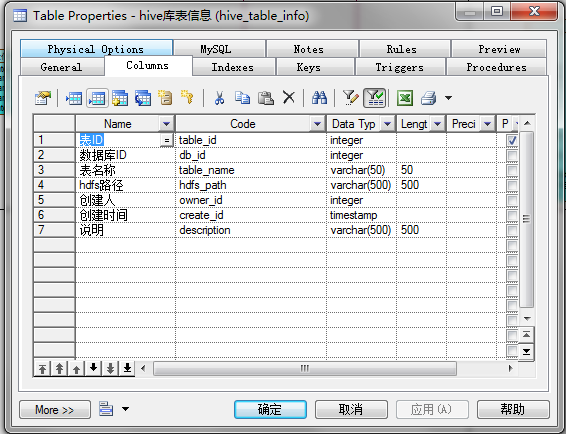 Table Properties - hive库表信息 (hive_table_info)
Physical Options MySQL Notes Rules Preview
General Columns Indexes Keys Triggers Procedures
Name Code Data Typ Lengt Preci P
1 表ID = table_id integer
2 数据库ID db_id integer
3 表名称 table_name varchar(50) 50
4 hdfs路径 hdfs_path varchar(500) 500
5 创建人 owner_id integer
6 创建时间 create_id timestamp
7 说明 description varchar(500) 500
More >> 确定 取消 应用(A) 帮助